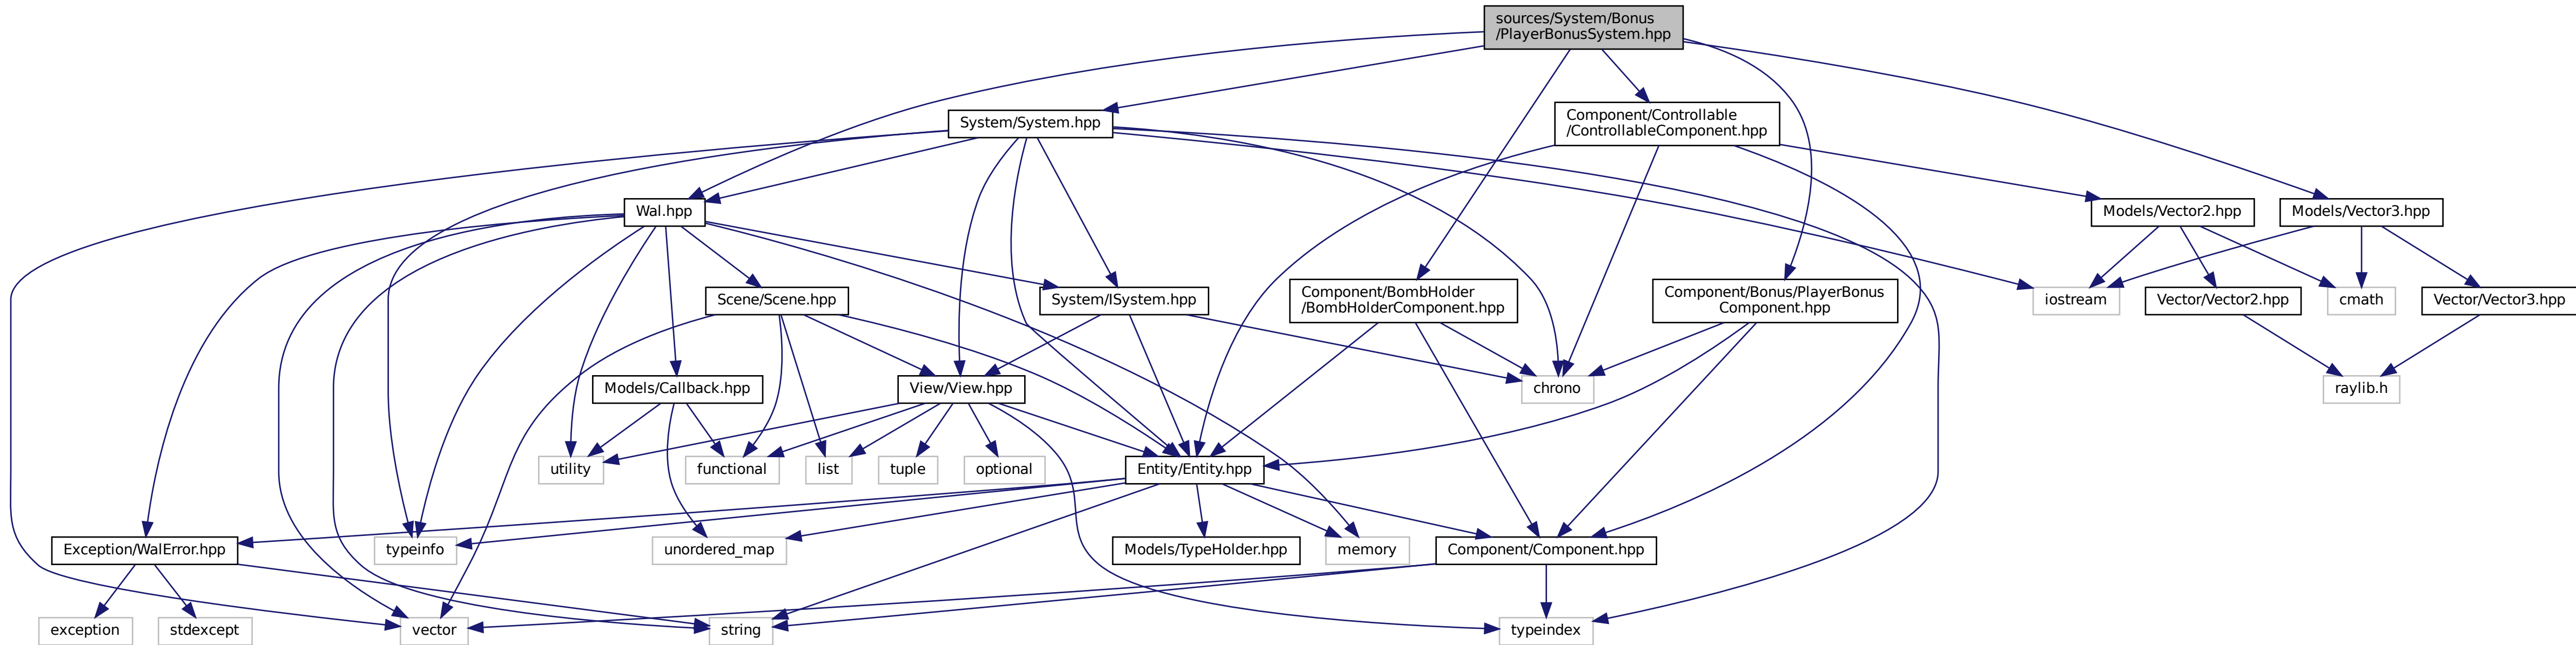 sources/System/Bonus
/PlayerBonusSystem.hpp
System/System.hpp
Component/Controllable
/ControllableComponent.hpp
Wal.hpp
Models/Vector2.hpp
Models/Vector3.hpp
Scene/Scene.hpp
System/ISystem.hpp
Component/BombHolder
/BombHolderComponent.hpp
Component/Bonus/PlayerBonus
Component.hpp
iostream
Vector/Vector2.hpp
cmath
Vector/Vector3.hpp
Models/Callback.hpp
View/View.hpp
chrono
raylib.h
utility
functional
list
tuple
optional
Entity/Entity.hpp
Exception/WalError.hpp
typeinfo
unordered_map
Models/TypeHolder.hpp
memory
Component/Component.hpp
exception
stdexcept
vector
string
typeindex